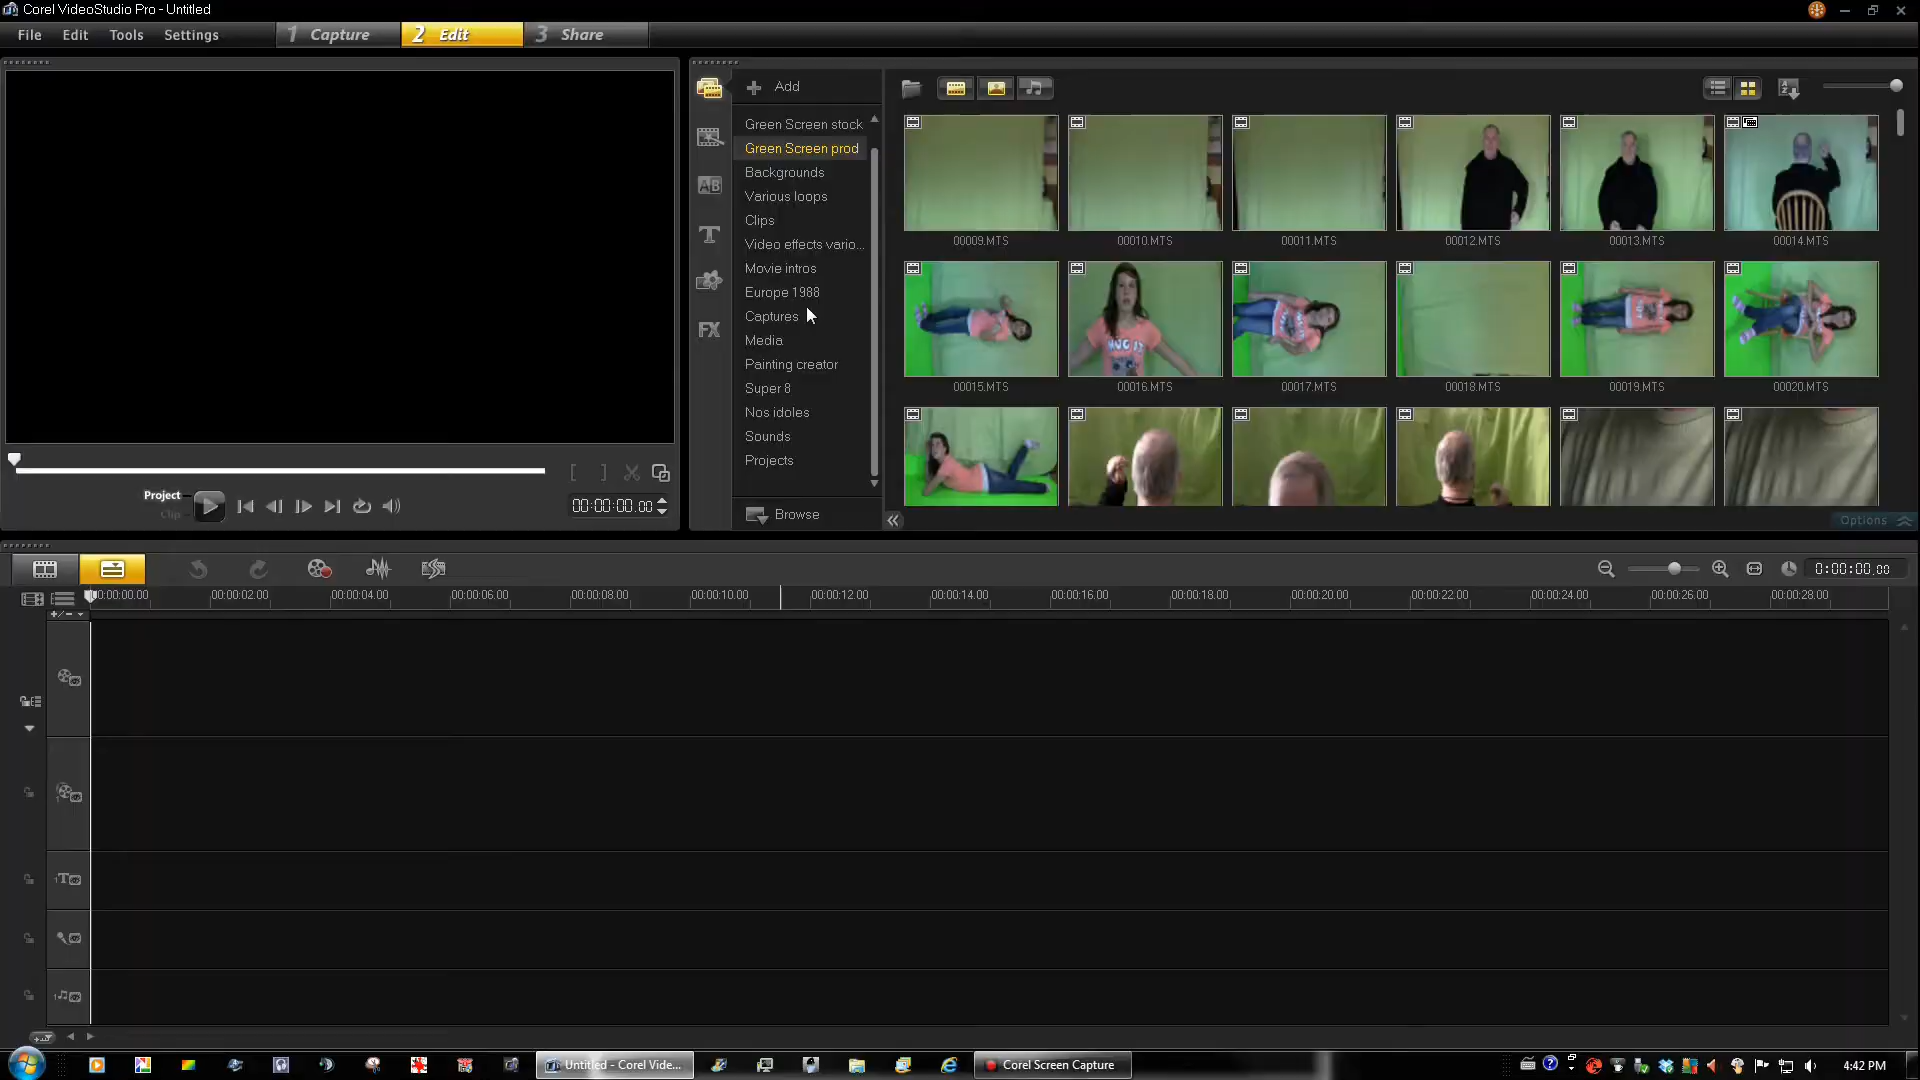 Corel VideoStudio Pro - Untitled
File Edit Tools Settings 1 Capture 2 Edit 3 Share
Add
Green Screen stock
Green Screen prod
Backgrounds
Various loops
Clips
Video effects vario...
Movie intros
Europe 1988
Captures
Media
Painting creator
Super 8
Nos idoles
Sounds
Projects
Browse
AB
T
FX
00009.MTS 00010.MTS 00011.MTS 00012.MTS 00013.MTS 00014.MTS
00015.MTS 00016.MTS 00017.MTS 00018.MTS 00019.MTS 00020.MTS
Options
Project
Clip
00:00:00.00
0:00:00.00
00:00:00.00 00:00:02.00 00:00:04.00 00:00:06.00 00:00:08.00 00:00:10.00 00:00:12.00 00:00:14.00 00:00:16.00 00:00:18.00 00:00:20.00 00:00:22.00 00:00:24.00 00:00:26.00 00:00:28.00
1T
Untitled - Corel Vide... Corel Screen Capture 4:42 PM